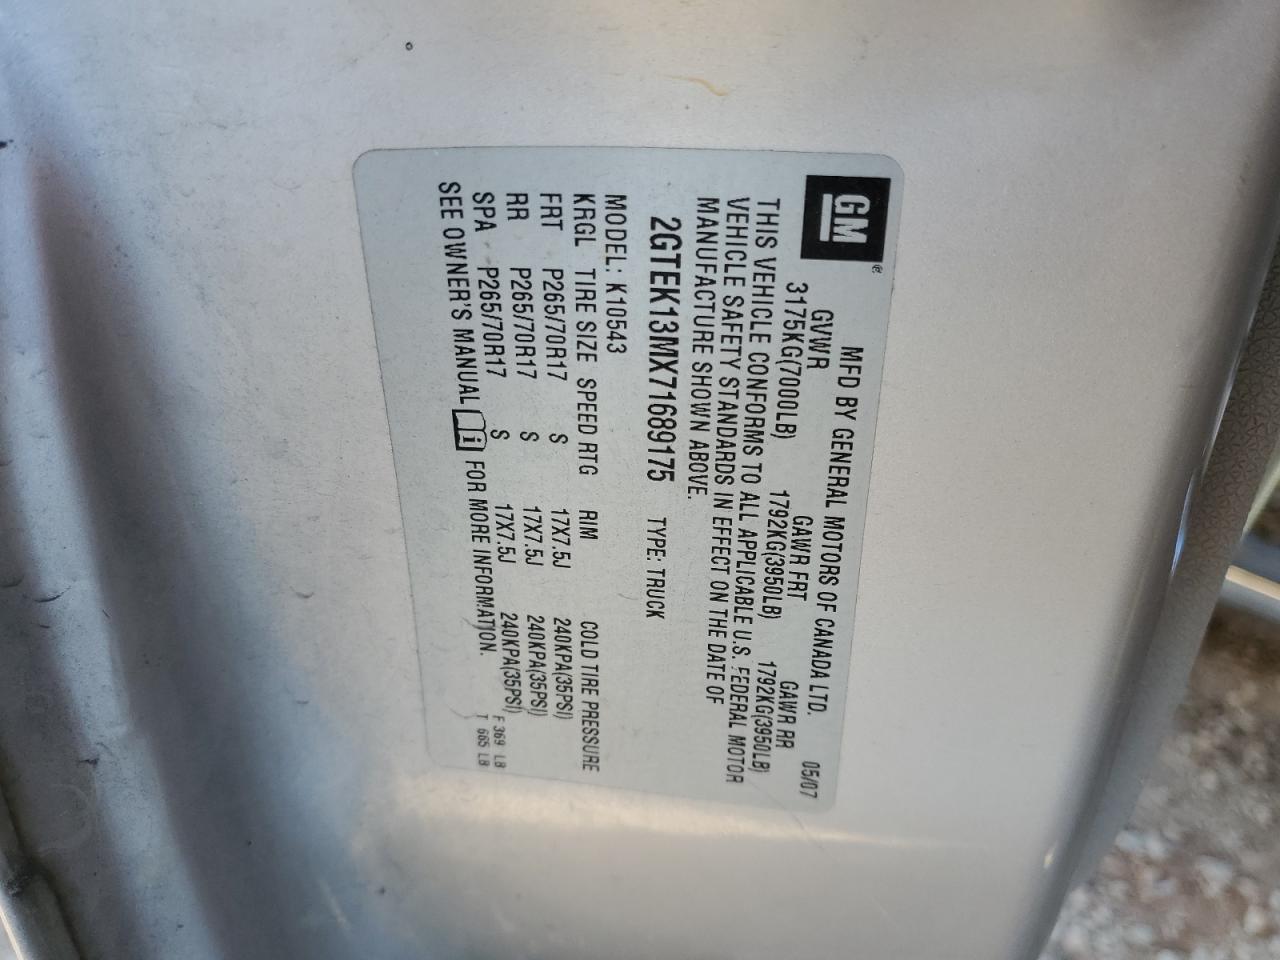 GM®
MFD BY GENERAL MOTORS OF CANADA LTD.
05/07
GVWR GAWR FRT GAWR RR
3175KG(7000LB) 1792KG(3950LB) 1792KG(3950LB)
THIS VEHICLE CONFORMS TO ALL APPLICABLE U.S. FEDERAL MOTOR
VEHICLE SAFETY STANDARDS IN EFFECT ON THE DATE OF
MANUFACTURE SHOWN ABOVE.
2GTEK13MX71689175 TYPE: TRUCK
MODEL: K10543
KRGL TIRE SIZE SPEED RTG RIM COLD TIRE PRESSURE
FRT P265/70R17 S 17X7.5J 240KPA(35PSI)
RR P265/70R17 S 17X7.5J 240KPA(35PSI)
SPA P265/70R17 S 17X7.5J 240KPA(35PSI)
SEE OWNER'S MANUAL i FOR MORE INFORMATION.
F 369 LB
T 665 LB